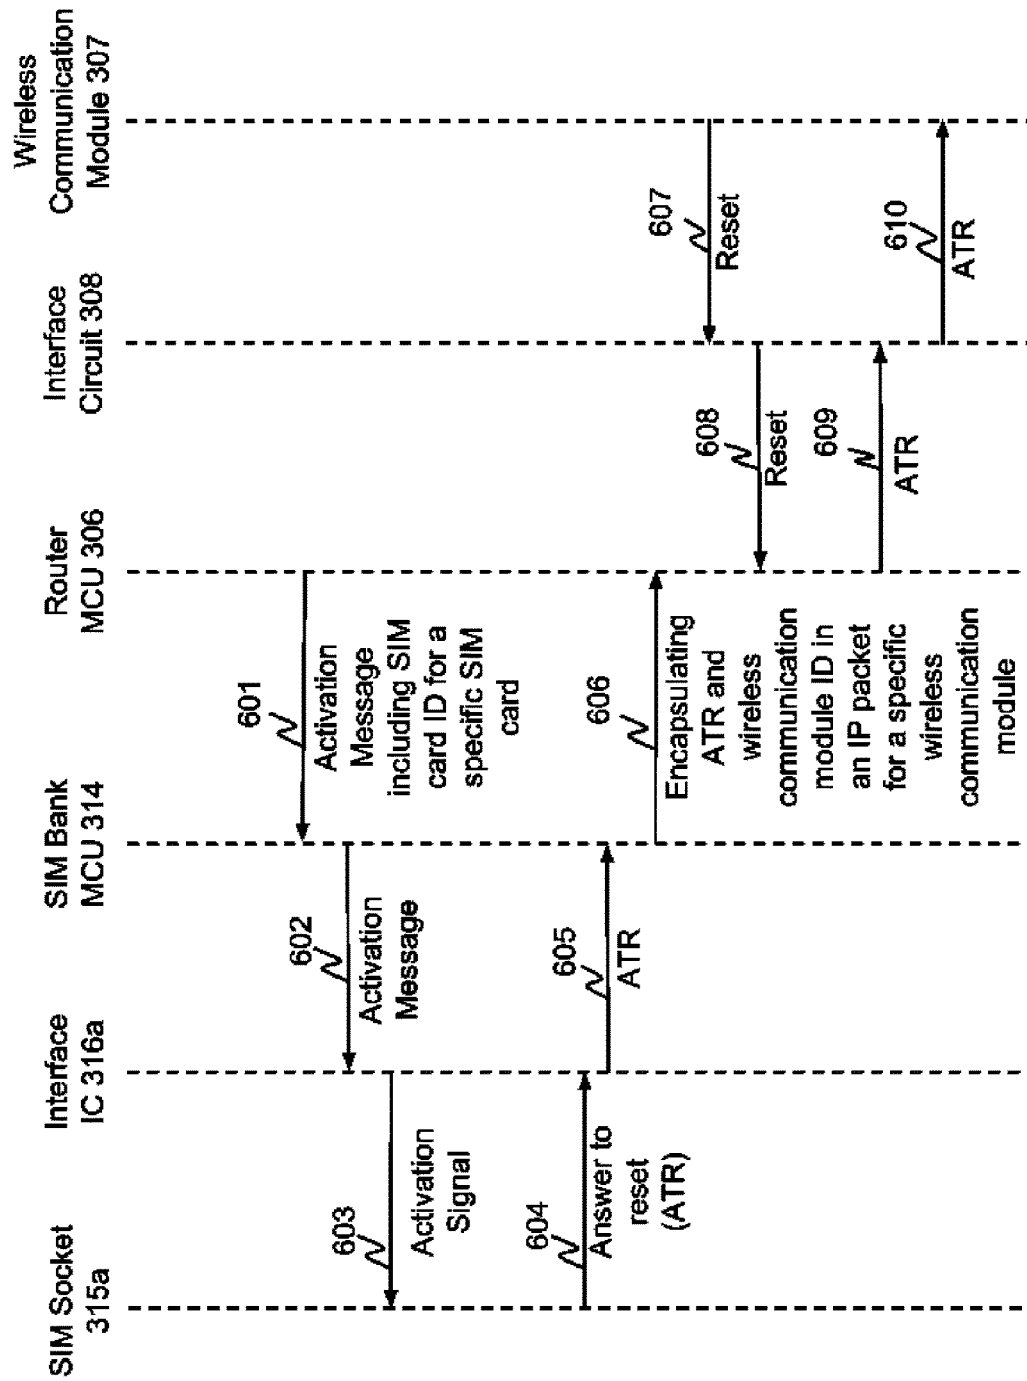 SIM Socket
315a
Interface
IC 316a
SIM Bank
MCU 314
Router
MCU 306
Interface
Circuit 308
Wireless
Communication
Module 307
601
Activation
Message
including SIM
card ID for a
specific SIM
card
602
Activation
Message
603
Activation
Signal
604
Answer to
reset
(ATR)
605
ATR
606
Encapsulating
ATR and
wireless
communication
module ID in
an IP packet
for a specific
wireless
communication
module
607
Reset
608
Reset
609
ATR
610
ATR